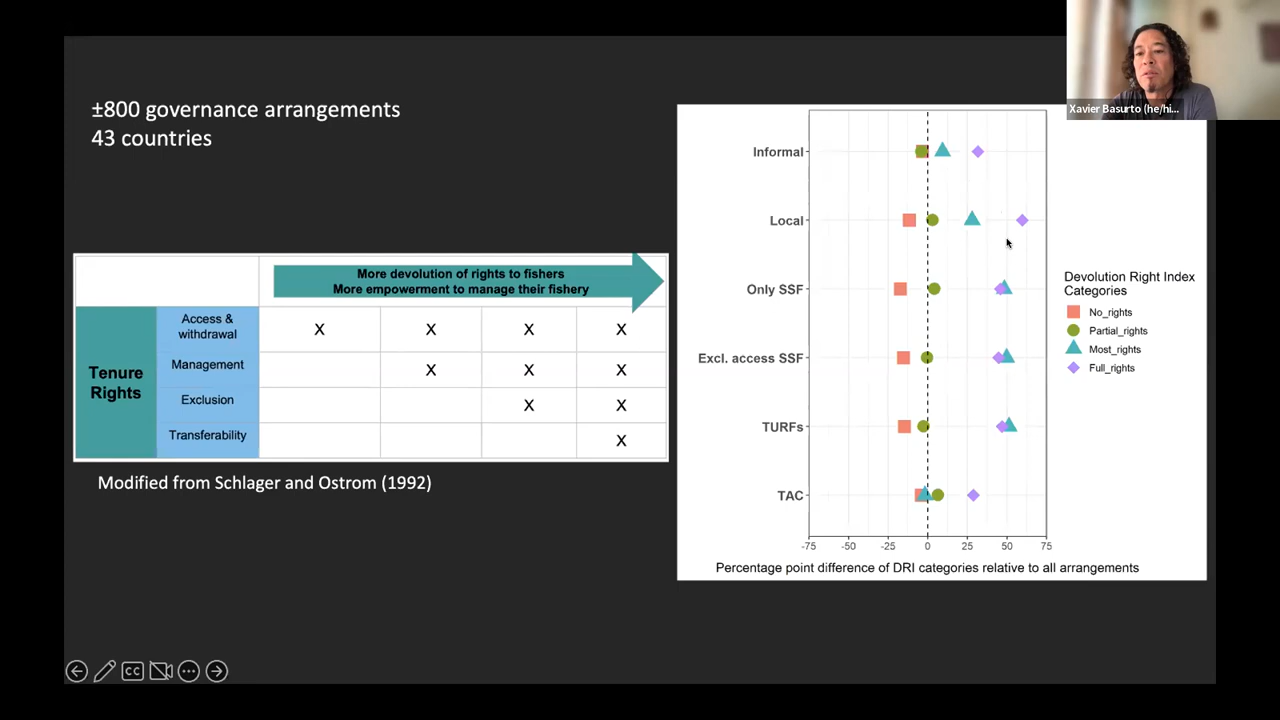 ±800 governance arrangements
43 countries
Xavier Basurto (he/hi...
More devolution of rights to fishers
More empowerment to manage their fishery
Tenure
Rights
Access &
withdrawal
X X X X
Management
X X X
Exclusion
X X
Transferability
X
Modified from Schlager and Ostrom (1992)
Informal
Local
Only SSF
Excl. access SSF
TURFs
TAC
-75 -50 -25 0 25 50 75
Percentage point difference of DRI categories relative to all arrangements
Devolution Right Index
Categories
No_rights
Partial_rights
Most_rights
Full_rights
CC